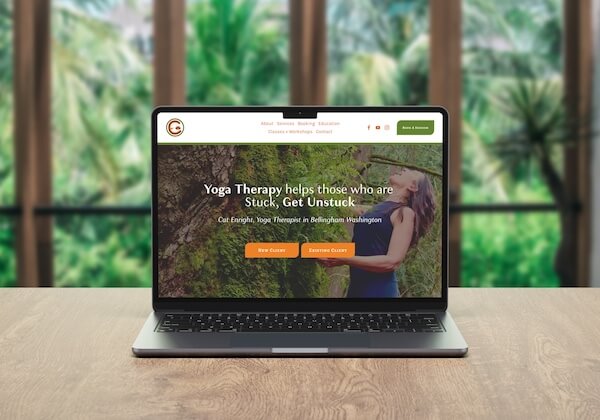 About Services Booking Education
Classes + Workshops Contact
Book A Session
Yoga Therapy helps those who are
Stuck, Get Unstuck
Cat Enright, Yoga Therapist in Bellingham Washington
New Client
Existing Client